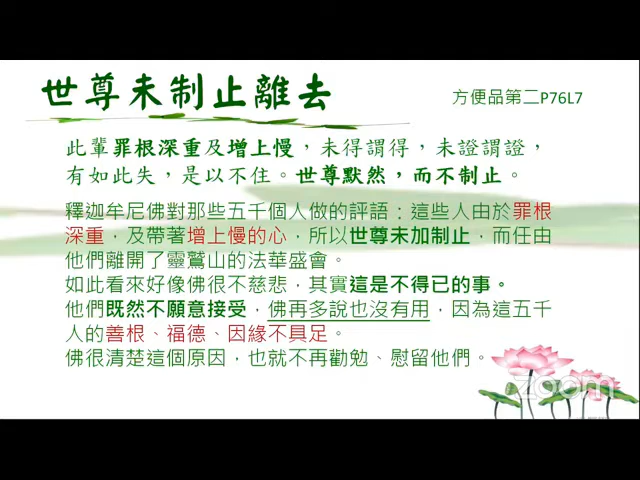 世尊未制止離去
方便品第二P76L7
此輩罪根深重及增上慢，未得謂得，未證謂證，
有如此失，是以不住。世尊默然，而不制止。
釋迦牟尼佛對那些五千個人做的評語：這些人由於罪根
深重，及帶著增上慢的心，所以世尊未加制止，而任由
他們離開了靈鷲山的法華盛會。
如此看來好像佛很不慈悲，其實這是不得已的事。
他們既然不願意接受，佛再多說也沒有用，因為這五千
人的善根、福德、因緣不具足。
佛很清楚這個原因，也就不再勸勉、慰留他們。
zoom